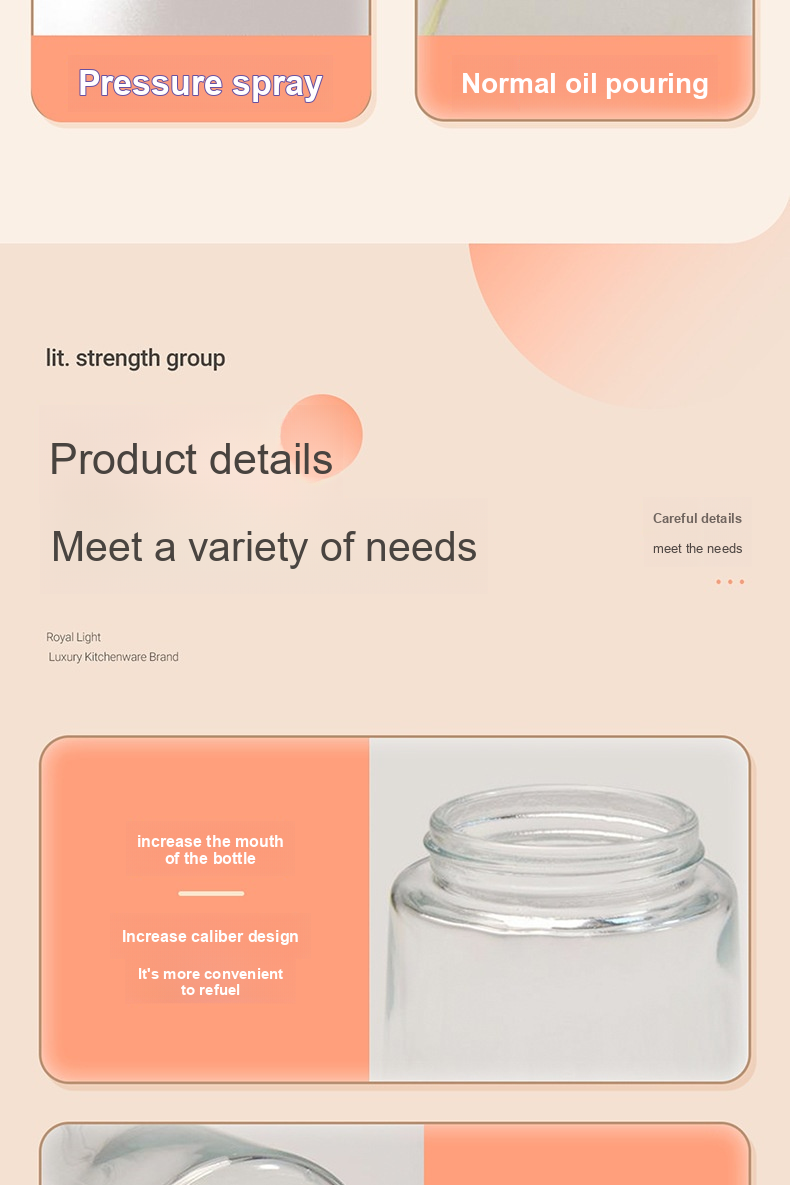 Pressure spray
Normal oil pouring
lit. strength group
Product details
Meet a variety of needs
Careful details
meet the needs
Royal Light
Luxury Kitchenware Brand
increase the mouth
of the bottle
Increase caliber design
It's more convenient
to refuel